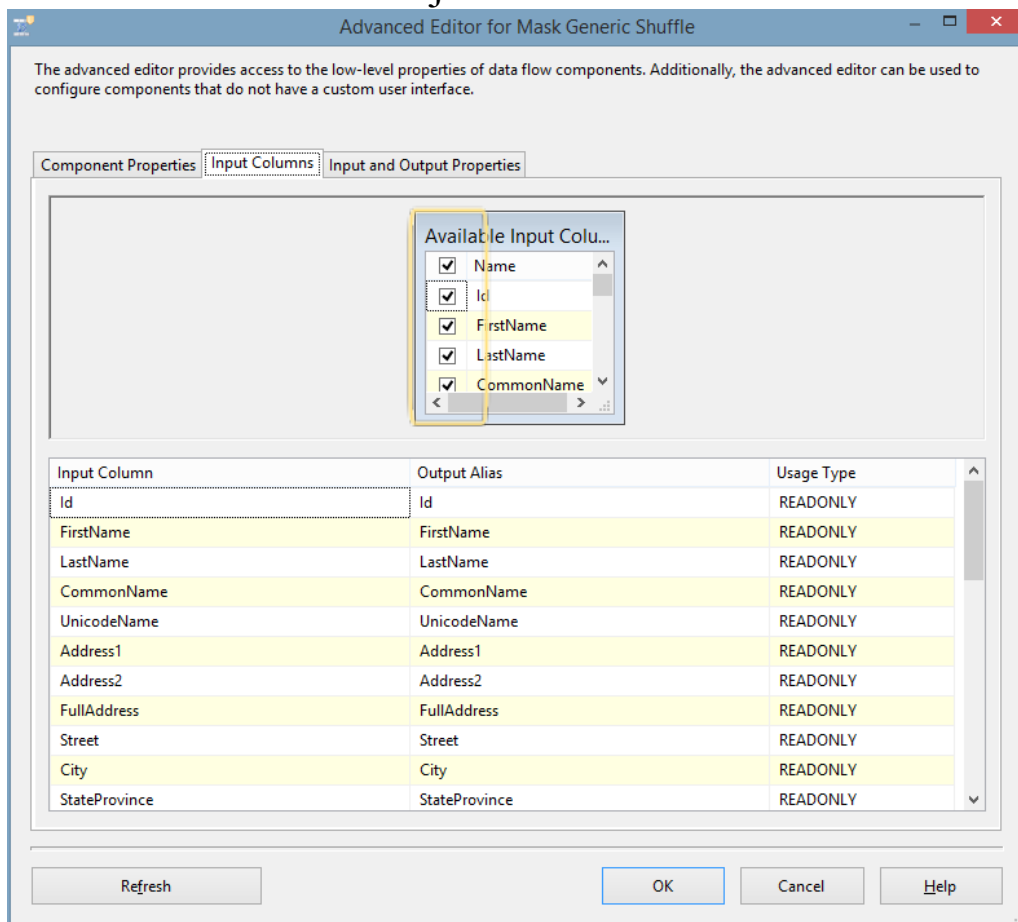 Advanced Editor for Mask Generic Shuffle
The advanced editor provides access to the low-level properties of data flow components. Additionally, the advanced editor can be used to
configure components that do not have a custom user interface.
Component Properties Input Columns Input and Output Properties
Available Input Colu...
Name
Id
FirstName
LastName
CommonName
Input Column Output Alias Usage Type
Id Id READONLY
FirstName FirstName READONLY
LastName LastName READONLY
CommonName CommonName READONLY
UnicodeName UnicodeName READONLY
Address1 Address1 READONLY
Address2 Address2 READONLY
FullAddress FullAddress READONLY
Street Street READONLY
City City READONLY
StateProvince StateProvince READONLY
Refresh OK Cancel Help